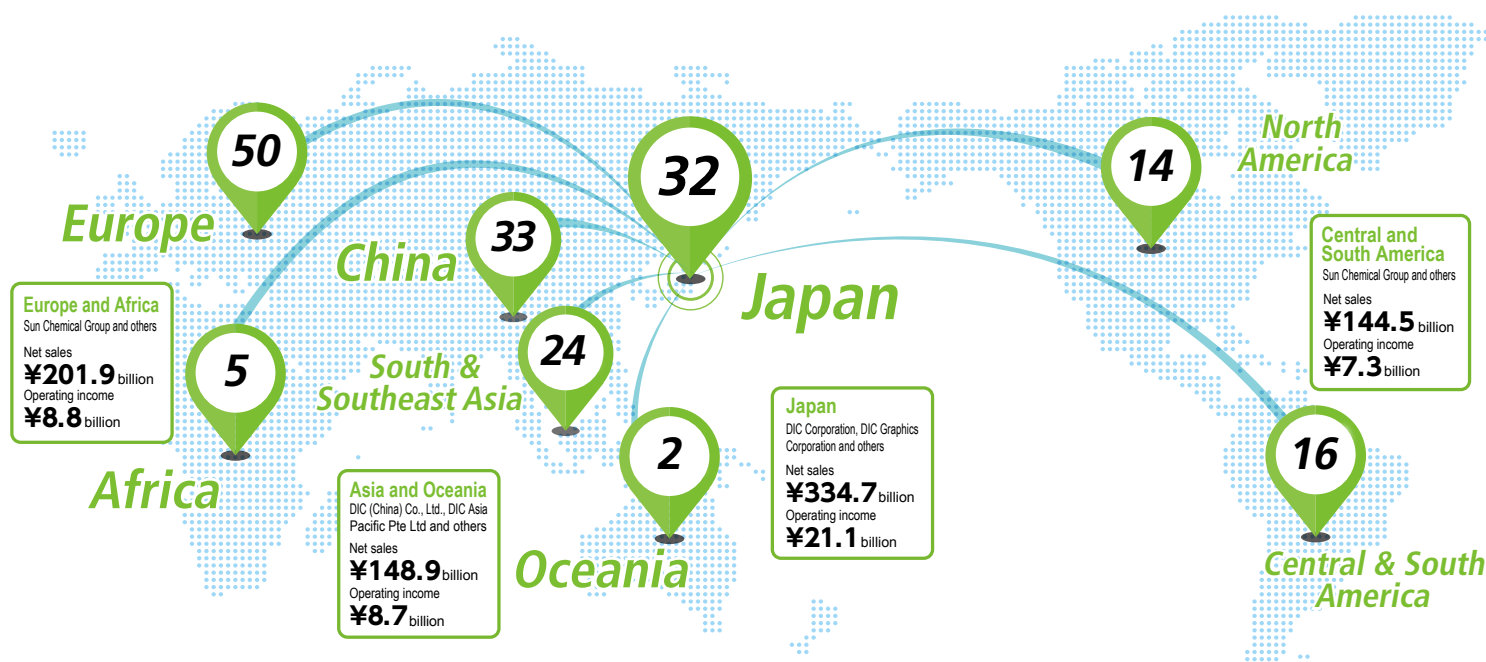 50
Europe
Europe and Africa
Sun Chemical Group and others
Net sales
¥201.9 billion
Operating income
¥8.8 billion
5
Africa
33
China
24
South &
Southeast Asia
Asia and Oceania
DIC (China) Co., Ltd., DIC Asia
Pacific Pte Ltd and others
Net sales
¥148.9 billion
Operating income
¥8.7 billion
2
Oceania
32
Japan
Japan
DIC Corporation, DIC Graphics
Corporation and others
Net sales
¥334.7 billion
Operating income
¥21.1 billion
14
North
America
Central and
South America
Sun Chemical Group and others
Net sales
¥144.5 billion
Operating income
¥7.3 billion
16
Central & South
America